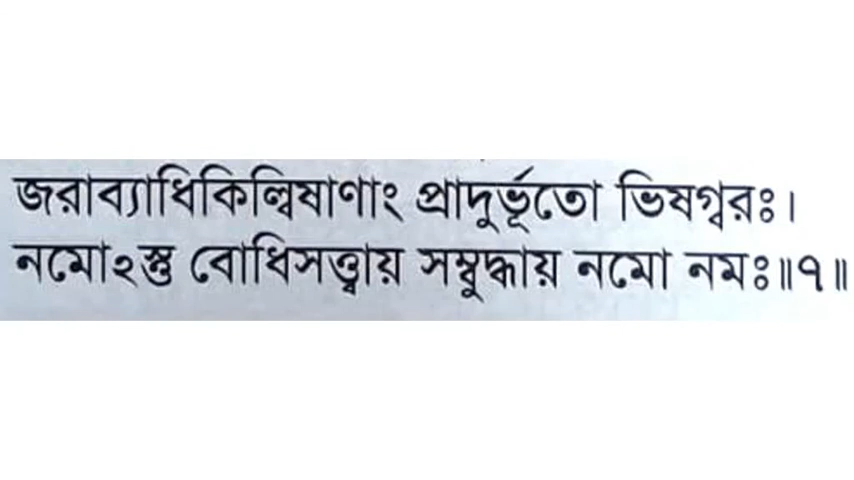 জরাব্যাধিকিল্বিষাণাং প্রাদুর্ভূতো ভিষগ্বরঃ।
নমোঽস্তু বোধিসত্ত্বায় সম্বুদ্ধায় নমো নমঃ॥৭॥